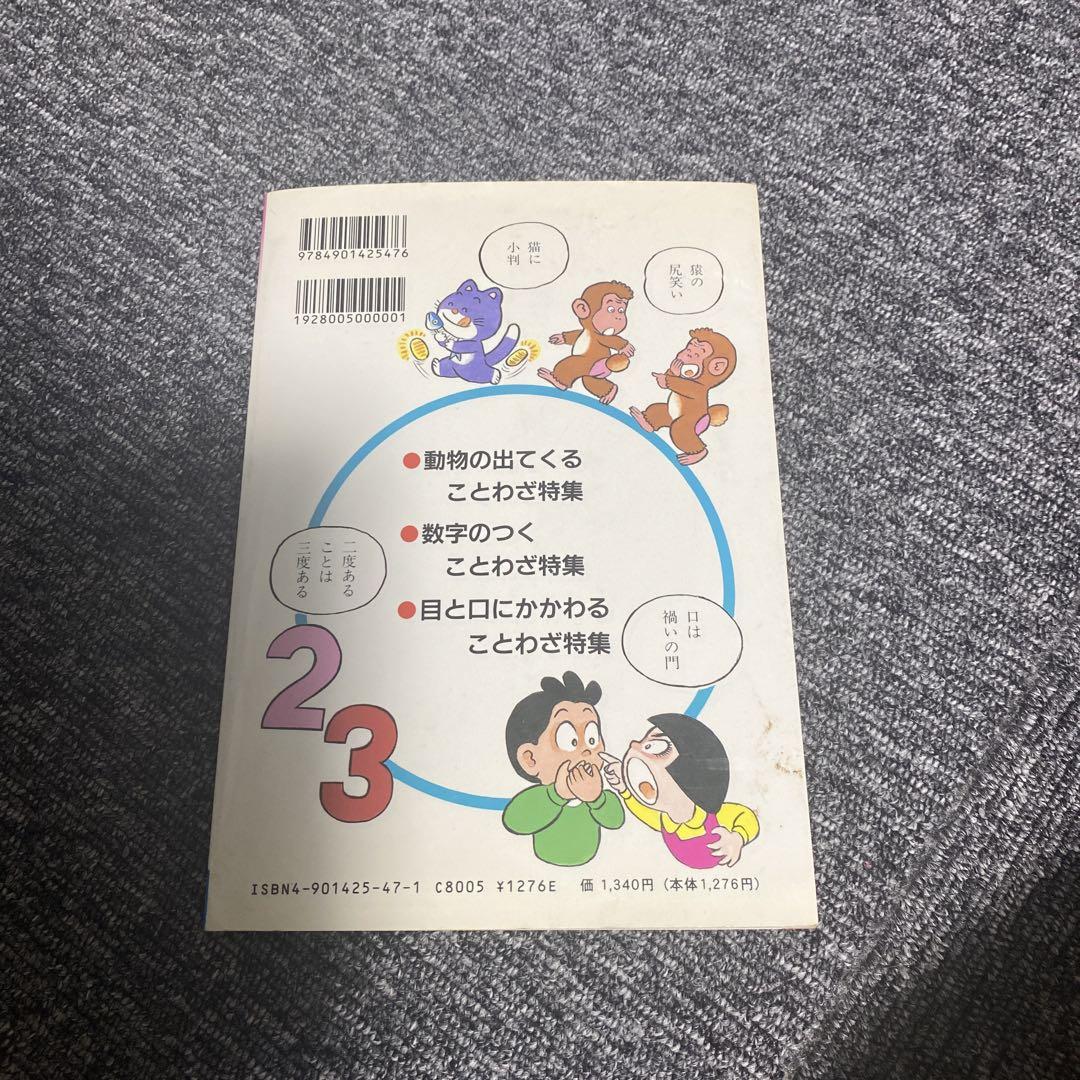 9784901425476
1928005000001
猫に
小判
猿の
尻笑い
●動物の出てくる
ことわざ特集
●数字のつく
ことわざ特集
●目と口にかかわる
ことわざ特集
二度ある
ことは
三度ある
口は
禍いの門
2
3
ISBN4-901425-47-1 C8005 ¥1276E 価 1,340円（本体1,276円）